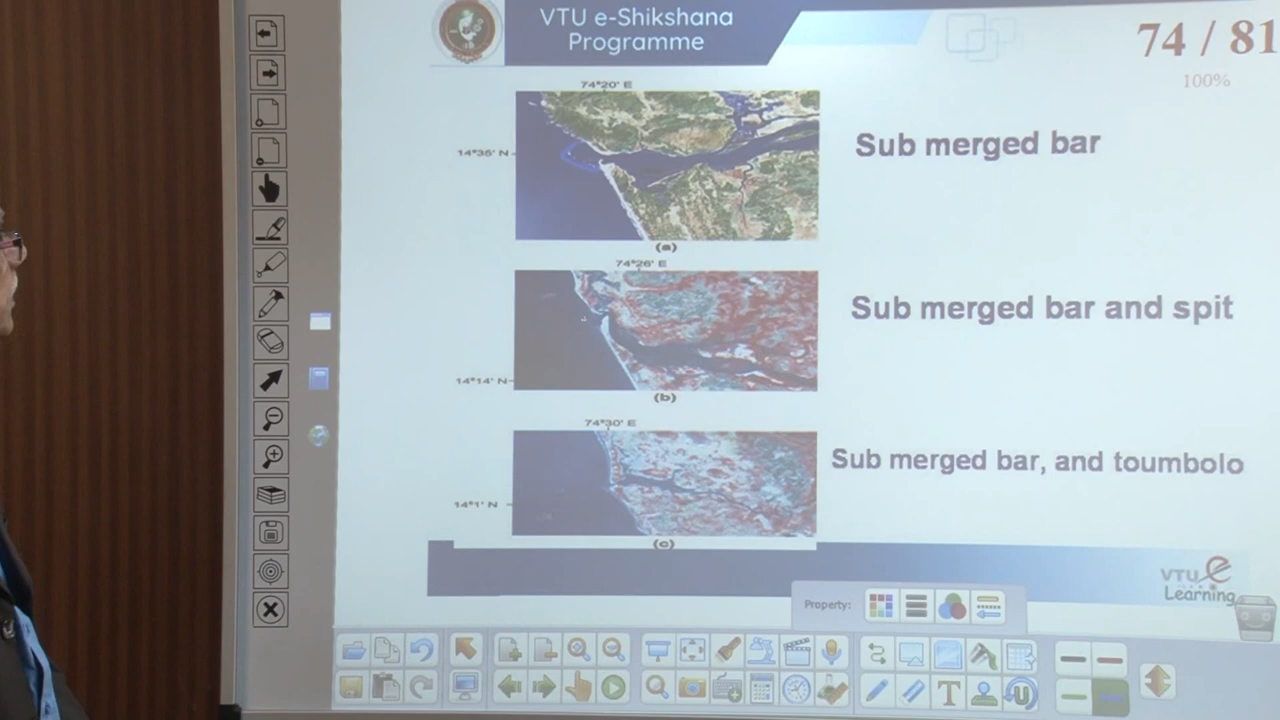 VTU e-Shikshana
Programme
74 / 81
100%
74°20' E
14°35' N
Sub merged bar
(a)
74°26' E
Sub merged bar and spit
14°14' N
(b)
74°30' E
Sub merged bar, and toumbolo
14°1' N
(c)
VTU e
Learning
Property: